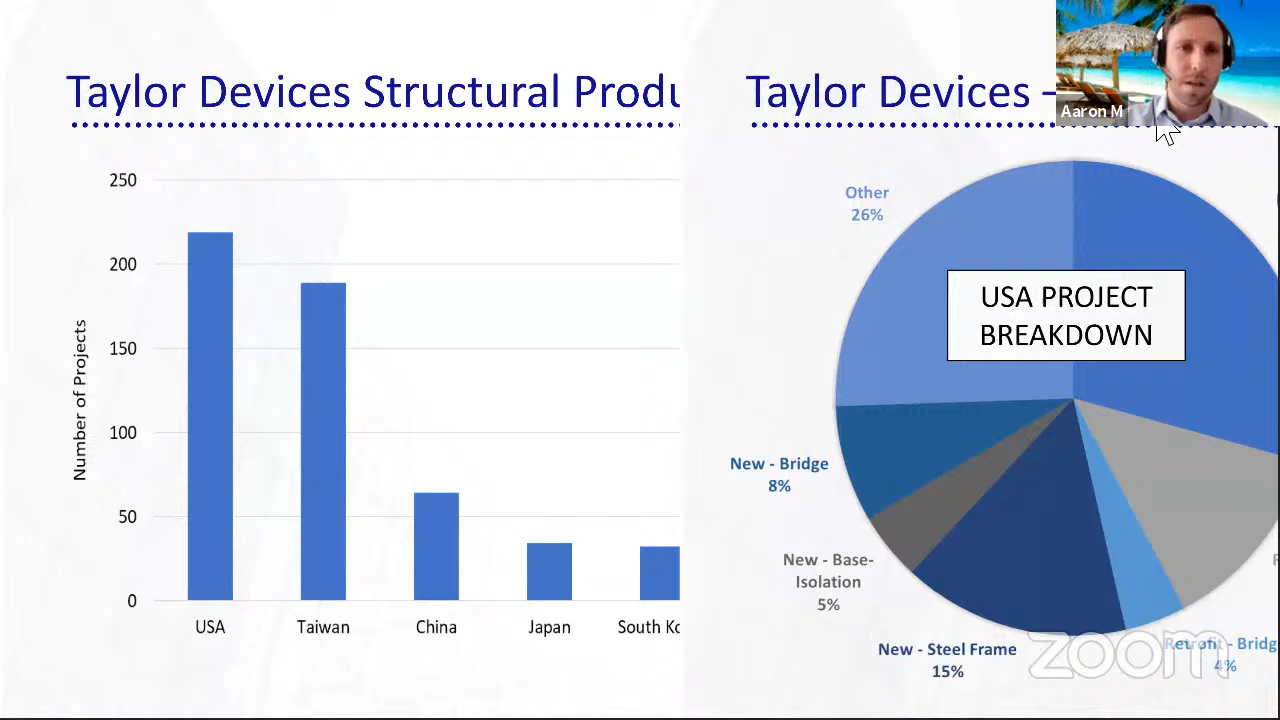 Taylor Devices Structural Produ
250
200
150
100
50
0
Number of Projects
USA
Taiwan
China
Japan
South Ko
Taylor Devices -
Aaron M
Other
26%
USA PROJECT
BREAKDOWN
New - Bridge
8%
New - Base-
Isolation
5%
New - Steel Frame
15%
Retrofit - Bridg
4%
zoom